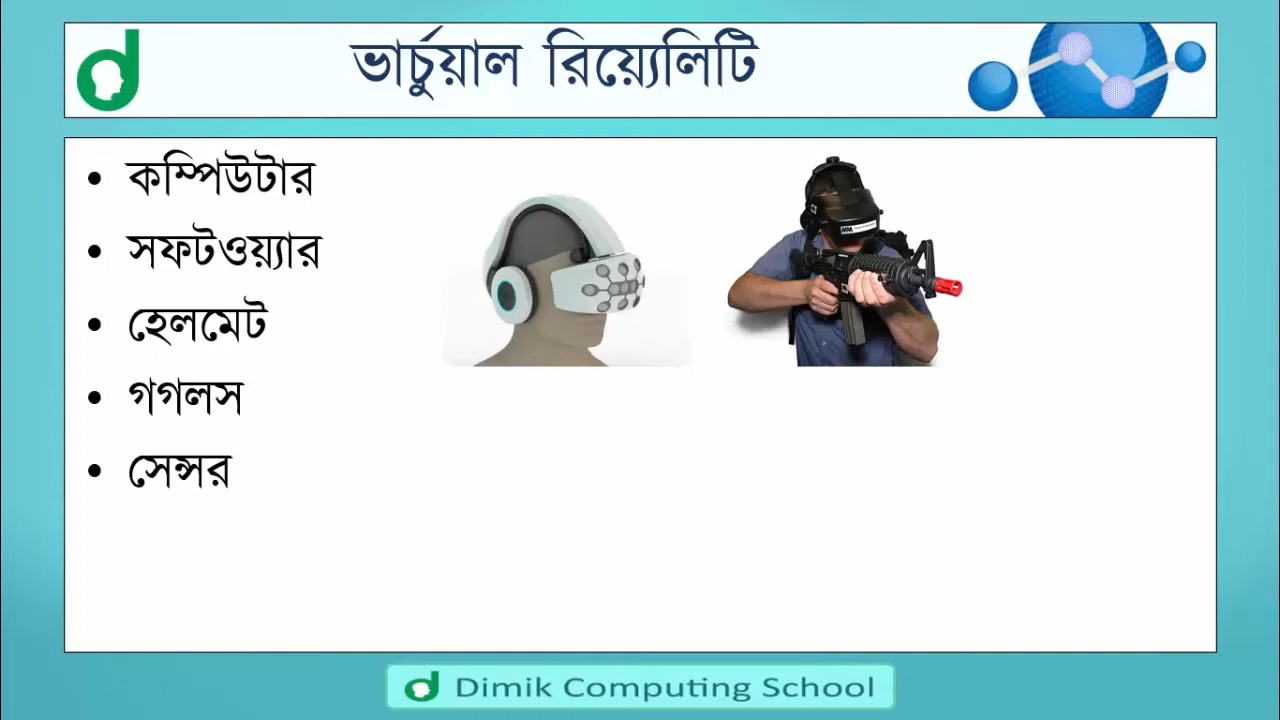 ভার্চুয়াল রিয়্যেলিটি
• কম্পিউটার
• সফটওয়্যার
• হেলমেট
• গগলস
• সেন্সর
Dimik Computing School